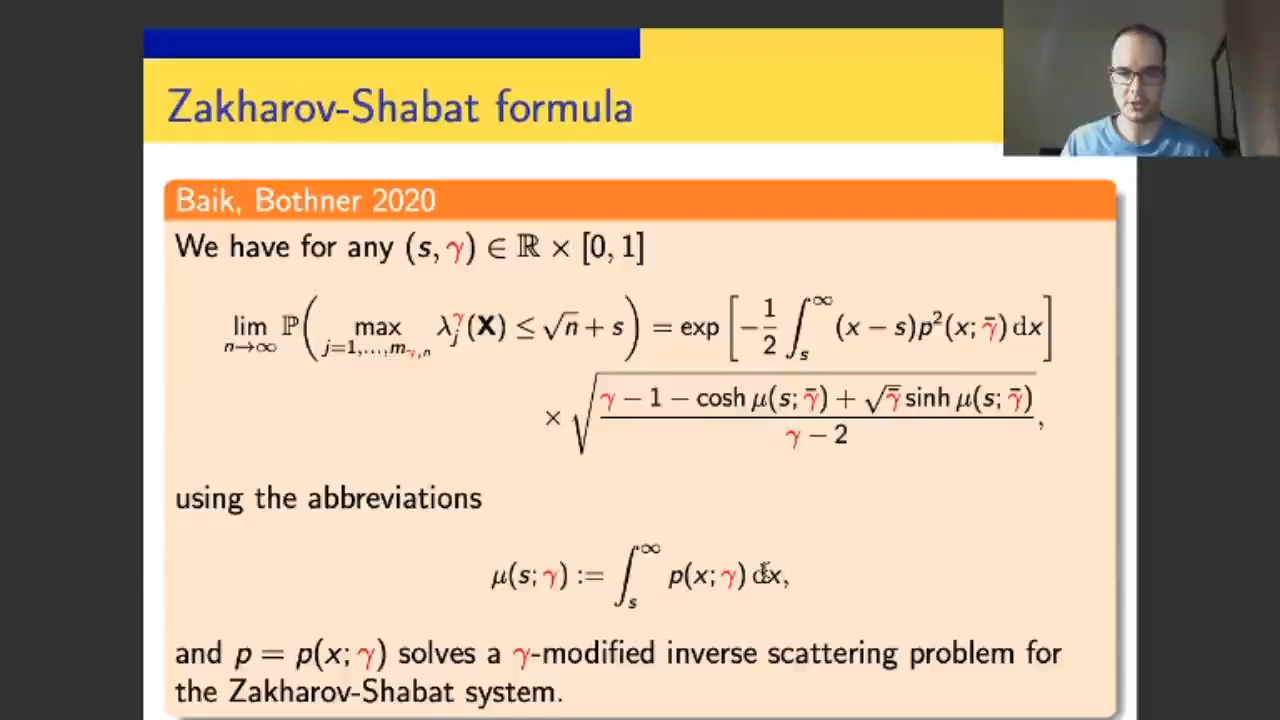 Zakharov-Shabat formula
Baik, Bothner 2020
We have for any (s, γ) ∈ ℝ × [0, 1]
lim_{n→∞} ℙ( max_{j=1,...,m_{γ,n}} λ_j^γ(𝐗) ≤ √n + s ) = exp[ −1/2 ∫_s^∞ (x − s)p²(x; γ̄) dx ]
× √( (γ − 1 − cosh μ(s; γ̄) + √γ̄ sinh μ(s; γ̄)) / (γ − 2) ),
using the abbreviations
μ(s; γ) := ∫_s^∞ p(x; γ) dx,
and p = p(x; γ) solves a γ-modified inverse scattering problem for
the Zakharov-Shabat system.